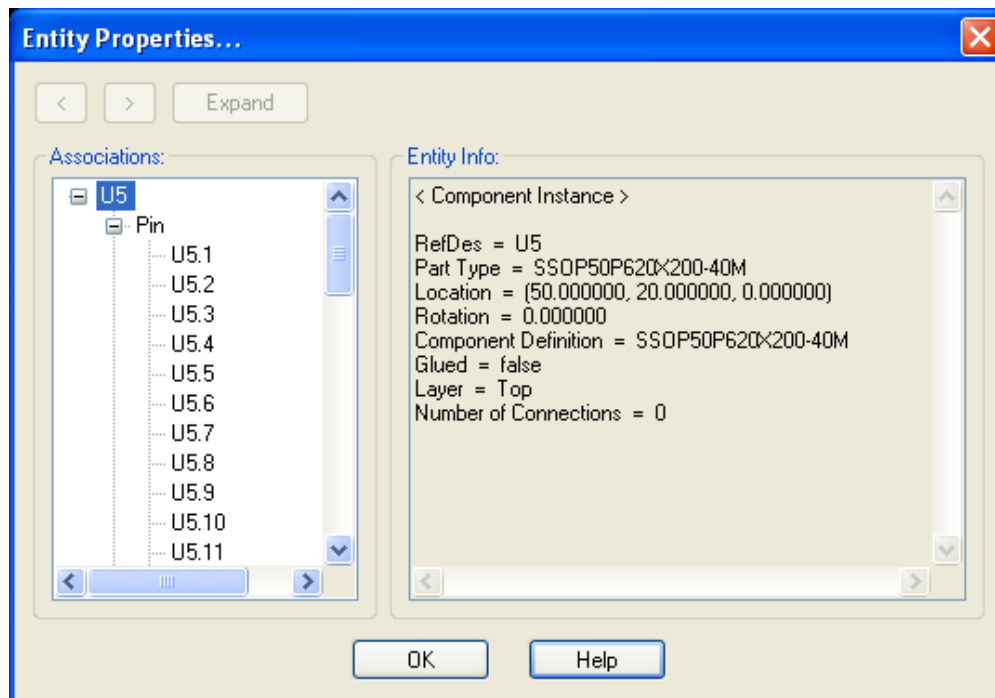 Entity Properties...
< > Expand
Associations:
U5
Pin
U5.1
U5.2
U5.3
U5.4
U5.5
U5.6
U5.7
U5.8
U5.9
U5.10
U5.11
Entity Info:
< Component Instance >
RefDes = U5
Part Type = SSOP50P620X200-40M
Location = (50.000000, 20.000000, 0.000000)
Rotation = 0.000000
Component Definition = SSOP50P620X200-40M
Glued = false
Layer = Top
Number of Connections = 0
OK Help